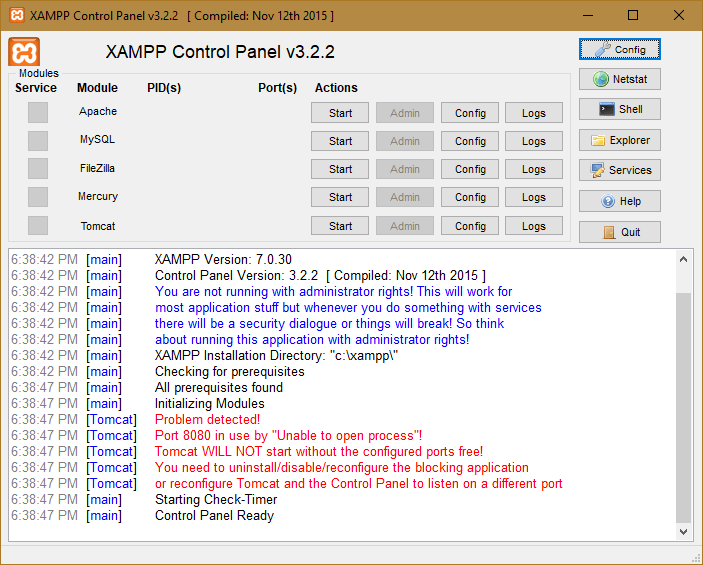 XAMPP Control Panel v3.2.2 [ Compiled: Nov 12th 2015 ]
XAMPP Control Panel v3.2.2
Config
Netstat
Shell
Explorer
Services
Help
Quit
Modules
Service Module PID(s) Port(s) Actions
Apache Start Admin Config Logs
MySQL Start Admin Config Logs
FileZilla Start Admin Config Logs
Mercury Start Admin Config Logs
Tomcat Start Admin Config Logs
6:38:42 PM [main] XAMPP Version: 7.0.30
6:38:42 PM [main] Control Panel Version: 3.2.2 [ Compiled: Nov 12th 2015 ]
6:38:42 PM [main] You are not running with administrator rights! This will work for
6:38:42 PM [main] most application stuff but whenever you do something with services
6:38:42 PM [main] there will be a security dialogue or things will break! So think
6:38:42 PM [main] about running this application with administrator rights!
6:38:42 PM [main] XAMPP Installation Directory: "c:\xampp\"
6:38:42 PM [main] Checking for prerequisites
6:38:47 PM [main] All prerequisites found
6:38:47 PM [main] Initializing Modules
6:38:47 PM [Tomcat] Problem detected!
6:38:47 PM [Tomcat] Port 8080 in use by "Unable to open process"!
6:38:47 PM [Tomcat] Tomcat WILL NOT start without the configured ports free!
6:38:47 PM [Tomcat] You need to uninstall/disable/reconfigure the blocking application
6:38:47 PM [Tomcat] or reconfigure Tomcat and the Control Panel to listen on a different port
6:38:47 PM [main] Starting Check-Timer
6:38:47 PM [main] Control Panel Ready